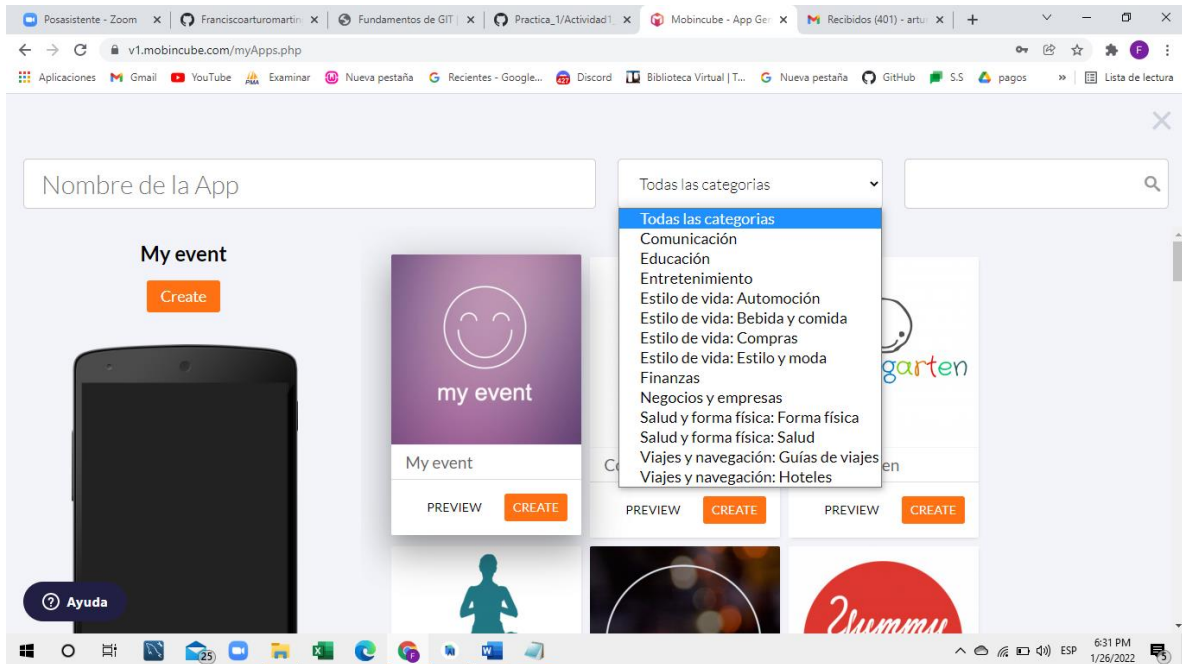 Posasistente - Zoom
Franciscoarturomartin
Fundamentos de GIT |
Practica_1/Actividad1_
Mobincube - App Ger
Recibidos (401) - artu
v1.mobincube.com/myApps.php
F
Aplicaciones
Gmail
YouTube
Examinar
Nueva pestaña
Recientes - Google...
Discord
Biblioteca Virtual | T...
Nueva pestaña
GitHub
S.S
pagos
»
Lista de lectura
Nombre de la App
Todas las categorias
Todas las categorias
Comunicación
Educación
Entretenimiento
Estilo de vida: Automoción
Estilo de vida: Bebida y comida
Estilo de vida: Compras
Estilo de vida: Estilo y moda
Finanzas
Negocios y empresas
Salud y forma física: Forma física
Salud y forma física: Salud
Viajes y navegación: Guías de viajes
Viajes y navegación: Hoteles
My event
Create
my event
My event
PREVIEW CREATE
garten
Co
en
PREVIEW CREATE
PREVIEW CREATE
Yummy
Ayuda
25
ESP
6:31 PM
1/26/2022
5